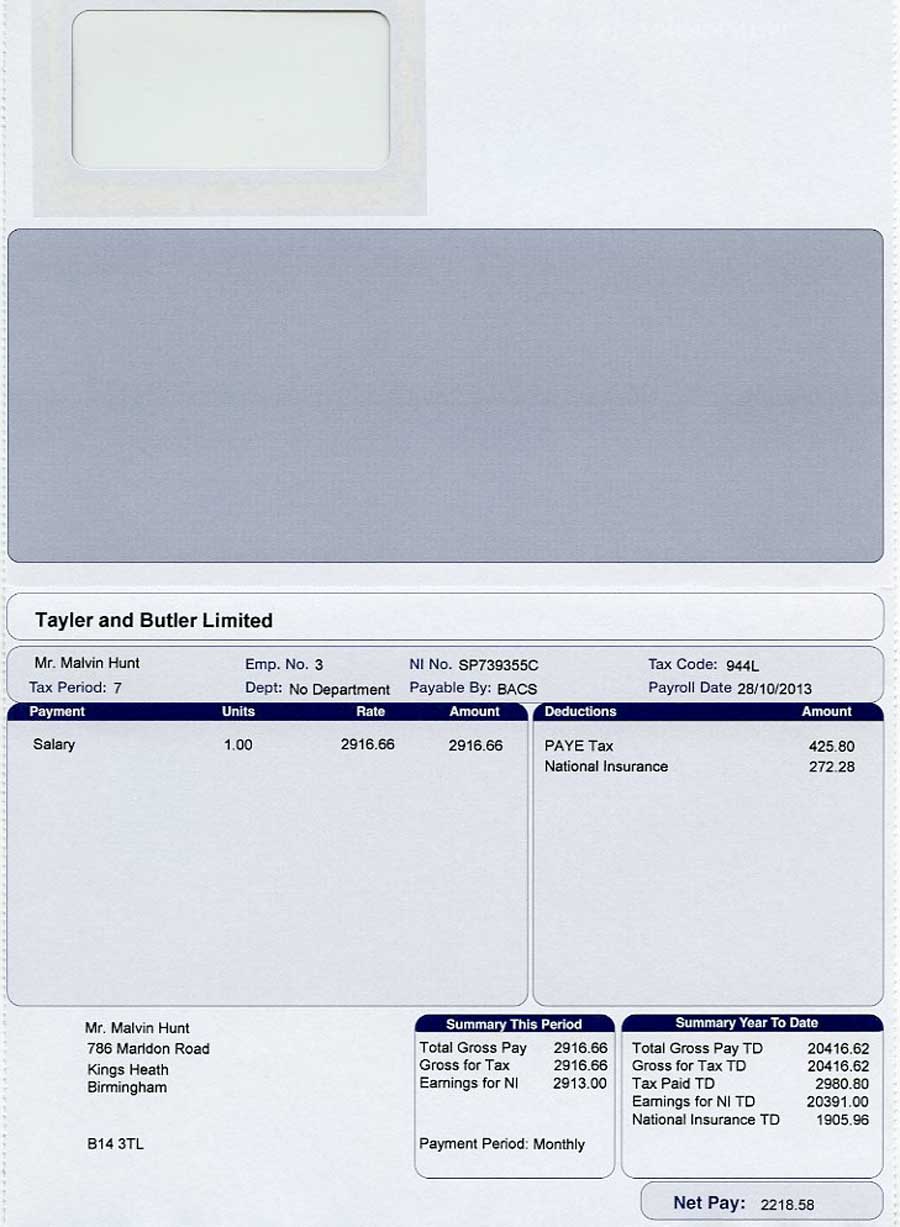 Tayler and Butler Limited
Mr. Malvin Hunt Emp. No. 3 NI No. SP739355C Tax Code: 944L
Tax Period: 7 Dept: No Department Payable By: BACS Payroll Date 28/10/2013
Payment Units Rate Amount Deductions Amount
Salary 1.00 2916.66 2916.66 PAYE Tax 425.80
National Insurance 272.28
Mr. Malvin Hunt
786 Marldon Road
Kings Heath
Birmingham
B14 3TL
Summary This Period
Total Gross Pay 2916.66
Gross for Tax 2916.66
Earnings for NI 2913.00
Payment Period: Monthly
Summary Year To Date
Total Gross Pay TD 20416.62
Gross for Tax TD 20416.62
Tax Paid TD 2980.80
Earnings for NI TD 20391.00
National Insurance TD 1905.96
Net Pay: 2218.58